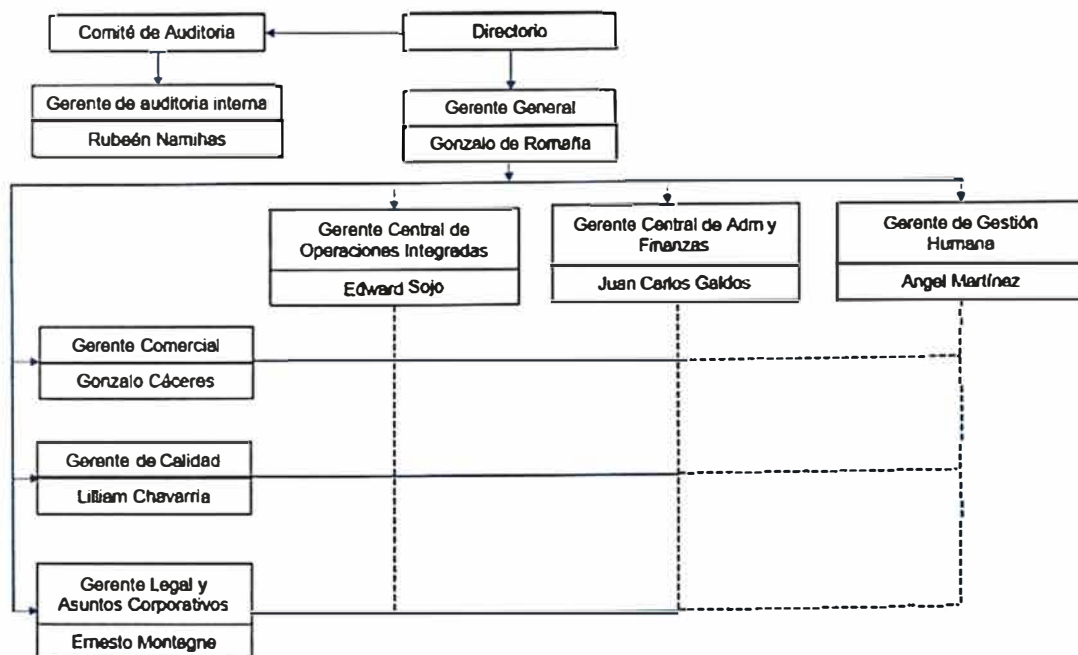 Comité de Auditoria
Directorio
Gerente de auditoria interna
Rubeén Namihas
Gerente General
Gonzalo de Romaña
Gerente Central de
Operaciones Integradas
Edward Sojo
Gerente Central de Adm y
Finanzas
Juan Carlos Galdos
Gerente de Gestión
Humana
Angel Martínez
Gerente Comercial
Gonzalo Cáceres
Gerente de Calidad
Lilliam Chavarria
Gerente Legal y
Asuntos Corporativos
Ernesto Montagne